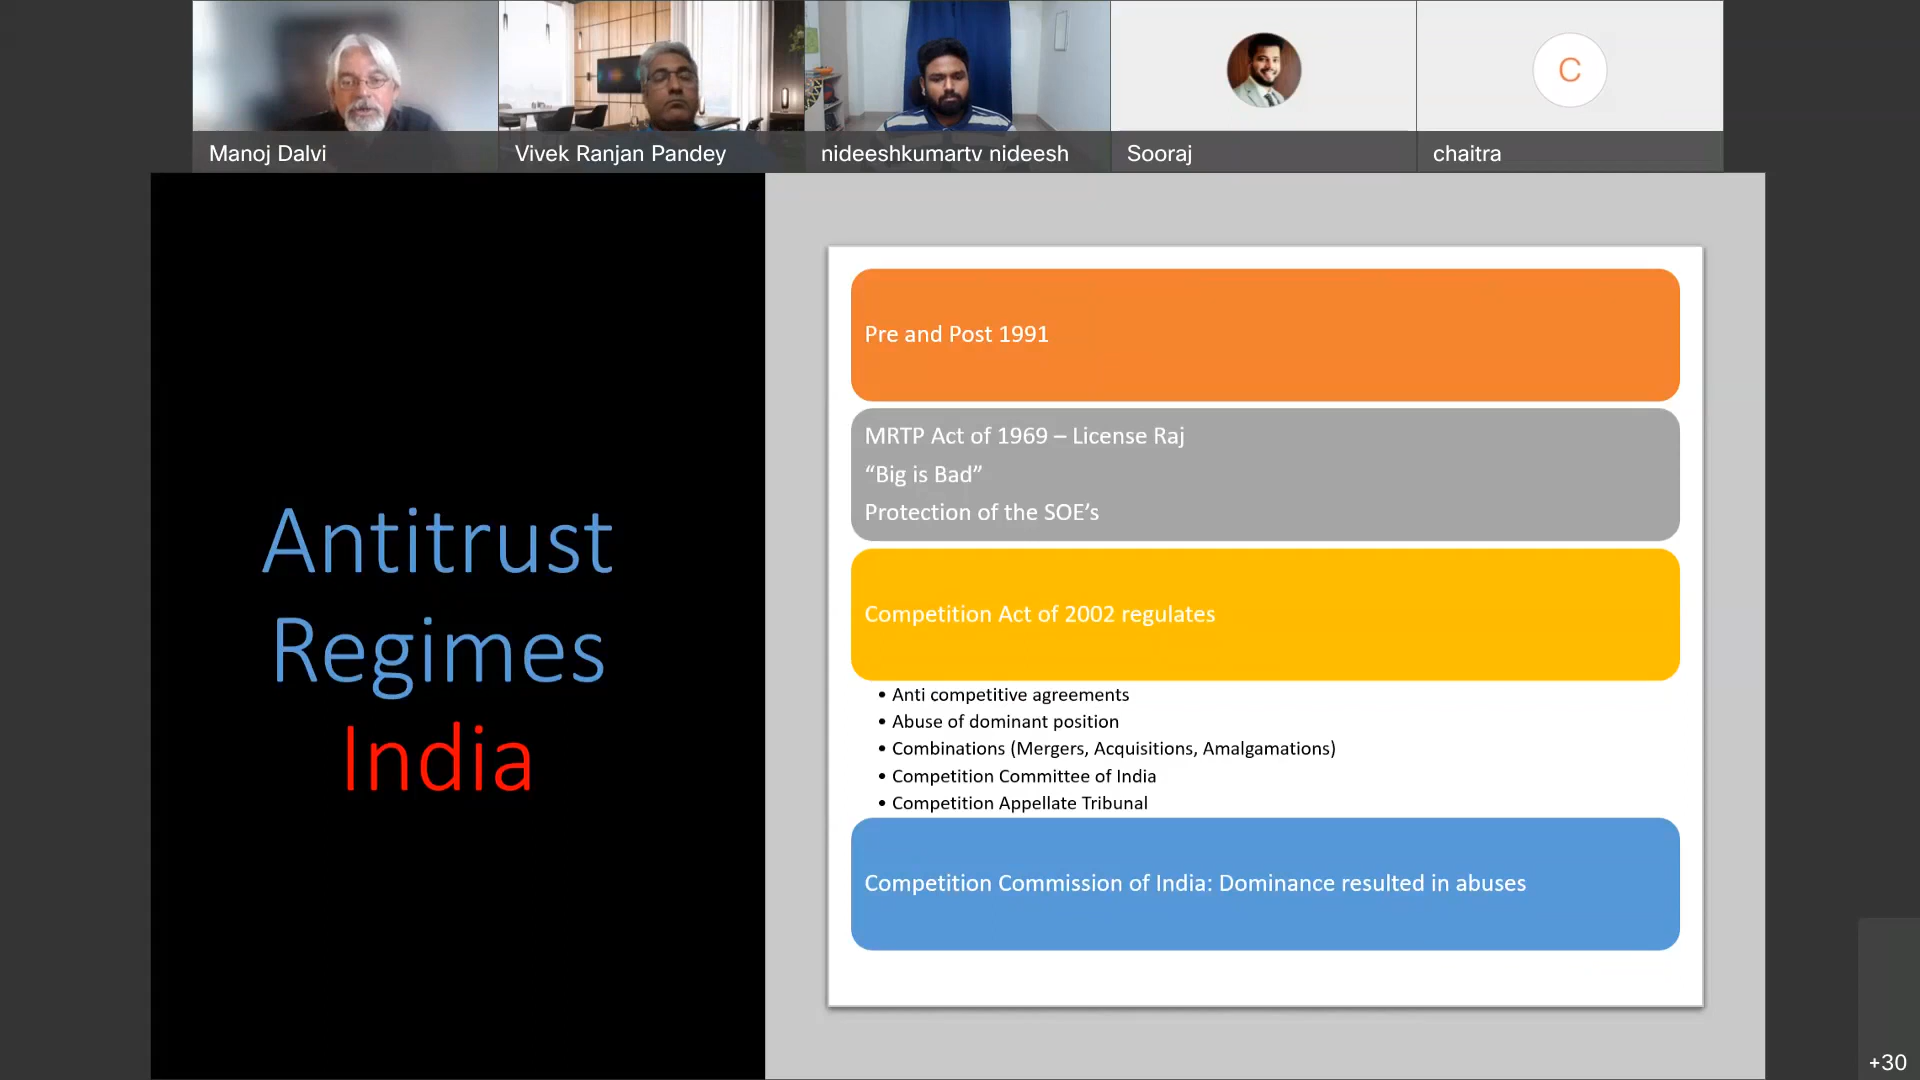 Manoj Dalvi
Vivek Ranjan Pandey
nideeshkumartv nideesh
Sooraj
C
chaitra
Antitrust
Regimes
India
Pre and Post 1991
MRTP Act of 1969 – License Raj
“Big is Bad”
Protection of the SOE’s
Competition Act of 2002 regulates
• Anti competitive agreements
• Abuse of dominant position
• Combinations (Mergers, Acquisitions, Amalgamations)
• Competition Committee of India
• Competition Appellate Tribunal
Competition Commission of India: Dominance resulted in abuses
+30